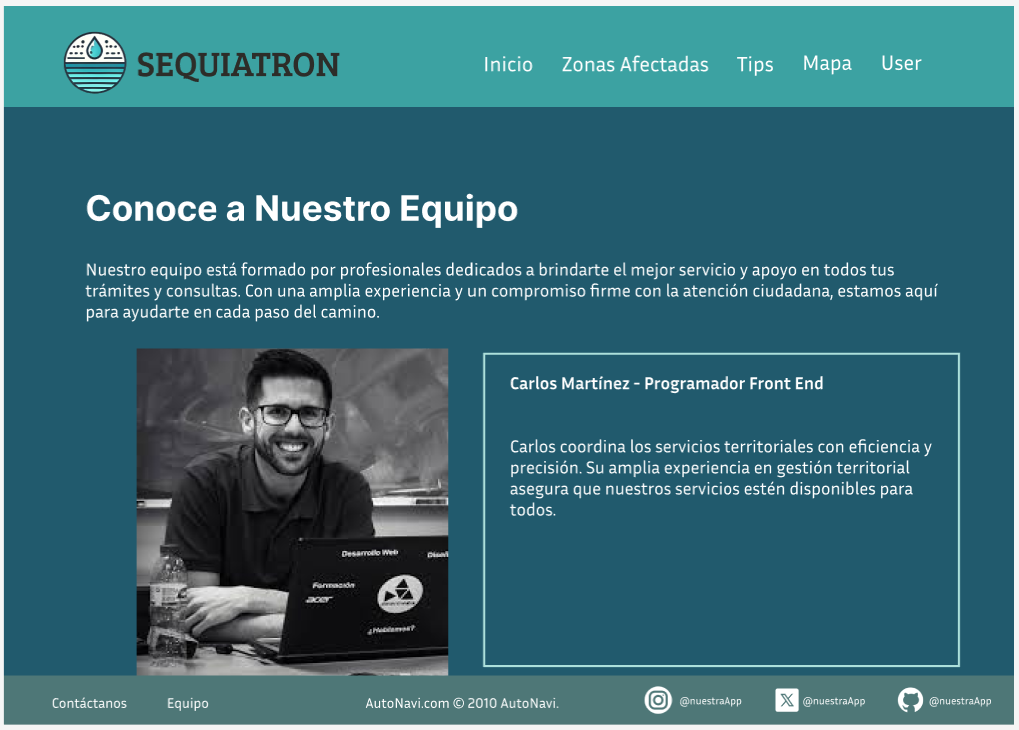 SEQUIATRON
Inicio Zonas Afectadas Tips Mapa User
Conoce a Nuestro Equipo
Nuestro equipo está formado por profesionales dedicados a brindarte el mejor servicio y apoyo en todos tus
trámites y consultas. Con una amplia experiencia y un compromiso firme con la atención ciudadana, estamos aquí
para ayudarte en cada paso del camino.
Desarrollo Web
Formación
acer
¿Hablamos?
Carlos Martínez - Programador Front End
Carlos coordina los servicios territoriales con eficiencia y
precisión. Su amplia experiencia en gestión territorial
asegura que nuestros servicios estén disponibles para
todos.
Contáctanos Equipo AutoNavi.com © 2010 AutoNavi. @nuestraApp @nuestraApp @nuestraApp